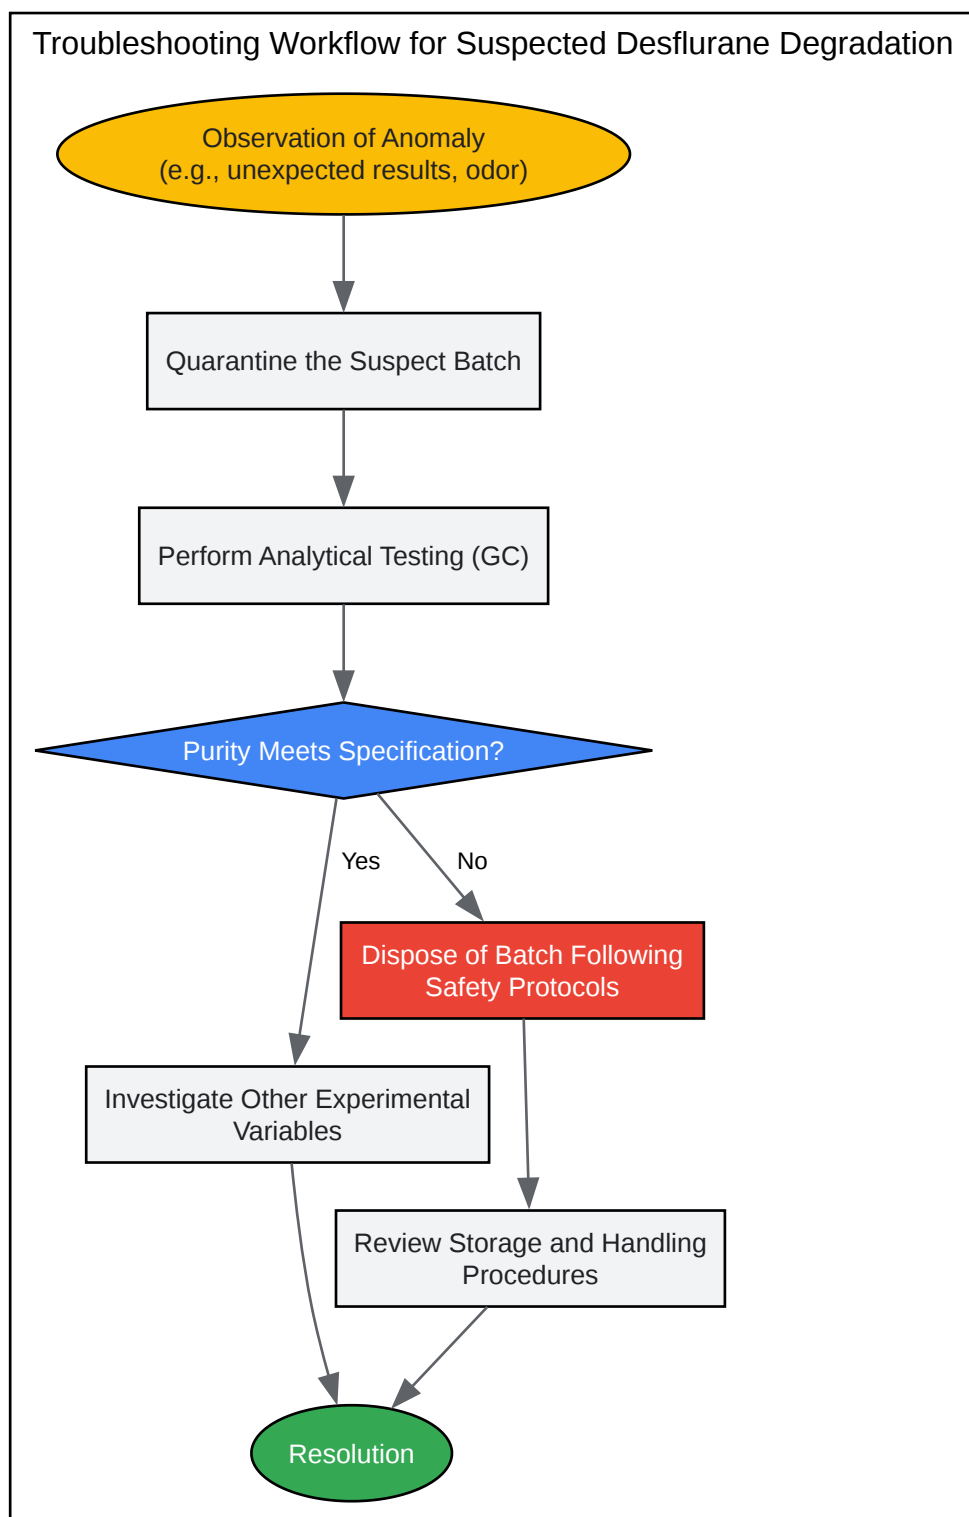 Troubleshooting Workflow for Suspected Desflurane Degradation
Observation of Anomaly
(e.g., unexpected results, odor)
Quarantine the Suspect Batch
Perform Analytical Testing (GC)
Purity Meets Specification?
Yes
No
Dispose of Batch Following
Safety Protocols
Investigate Other Experimental
Variables
Review Storage and Handling
Procedures
Resolution